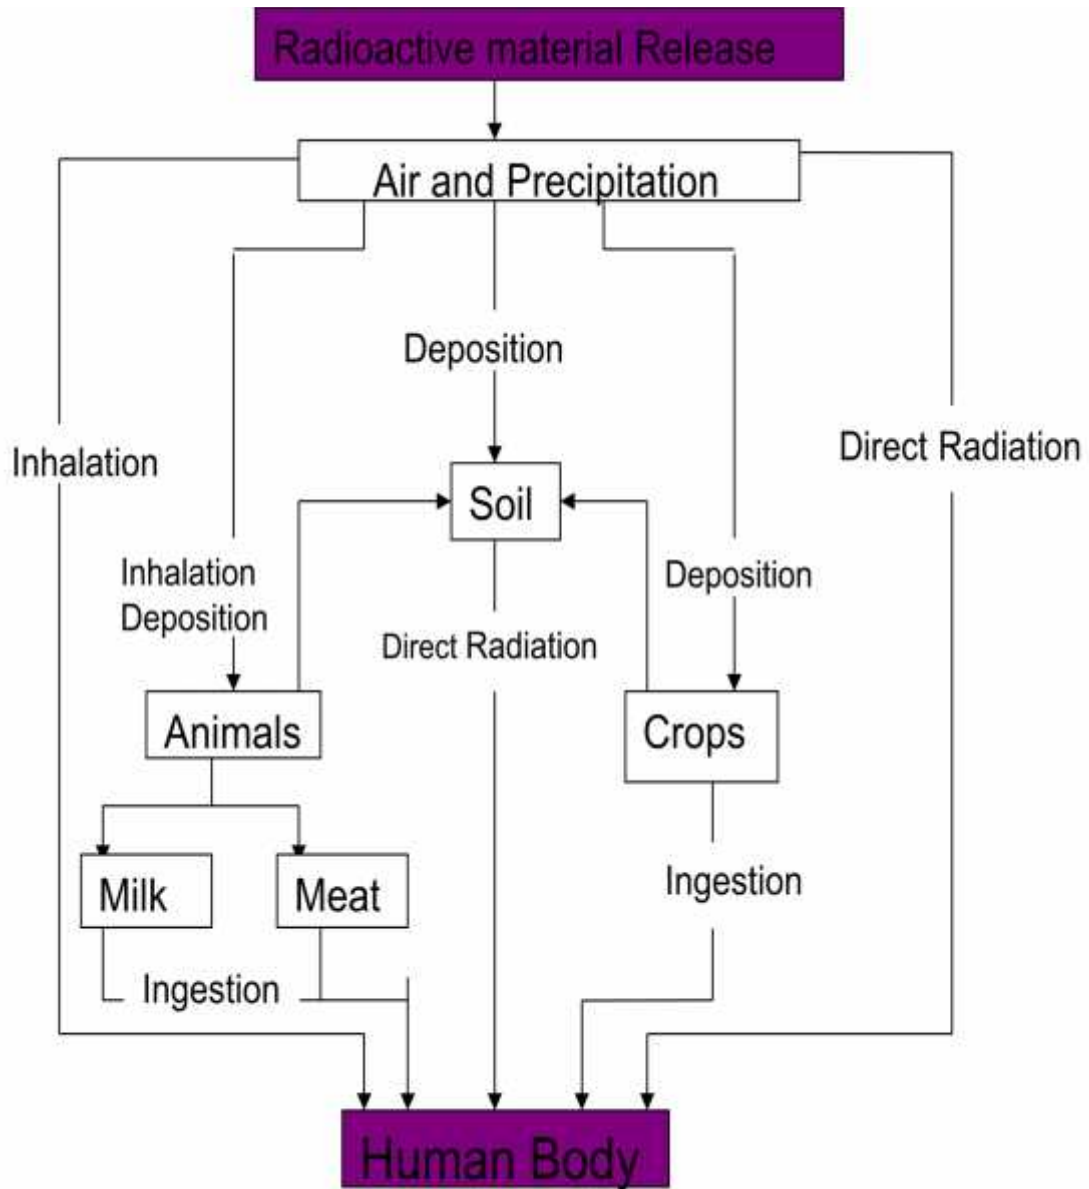 Radioactive material Release
Air and Precipitation
Deposition
Inhalation
Direct Radiation
Soil
Inhalation
Deposition
Deposition
Direct Radiation
Animals
Crops
Milk
Meat
Ingestion
Ingestion
Human Body